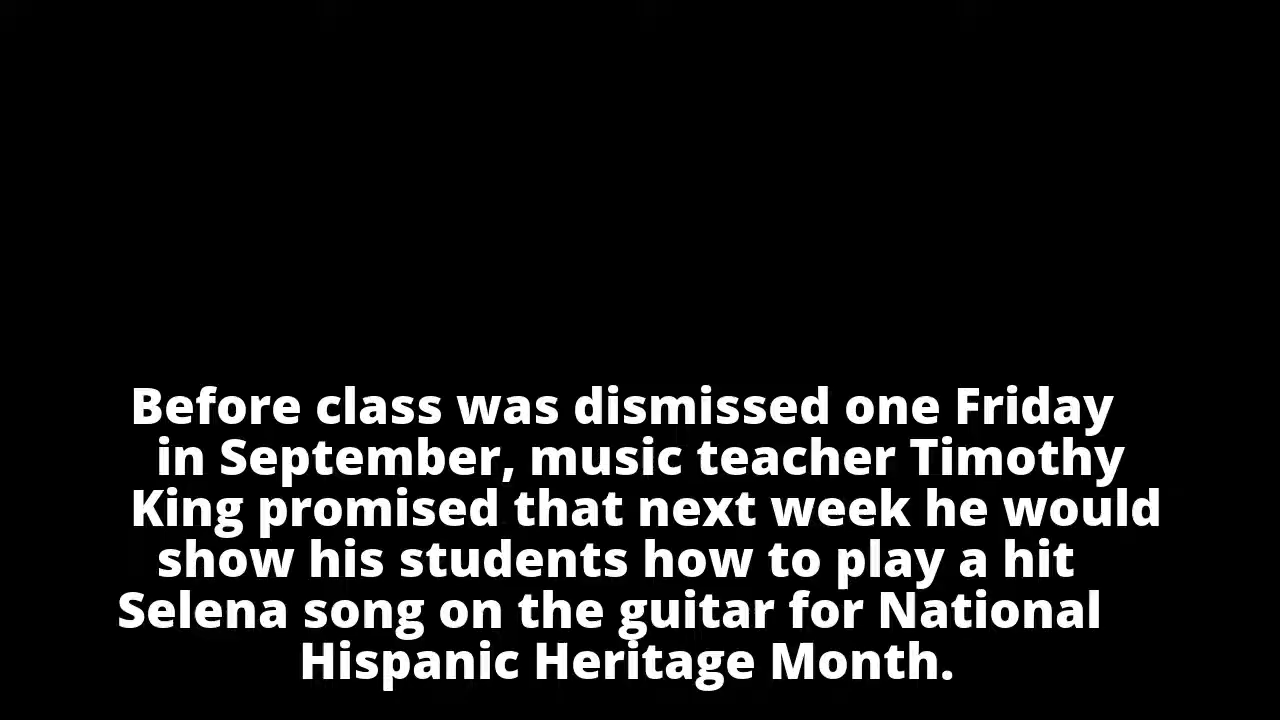 Before class was dismissed one Friday
in September, music teacher Timothy
King promised that next week he would
show his students how to play a hit
Selena song on the guitar for National
Hispanic Heritage Month.